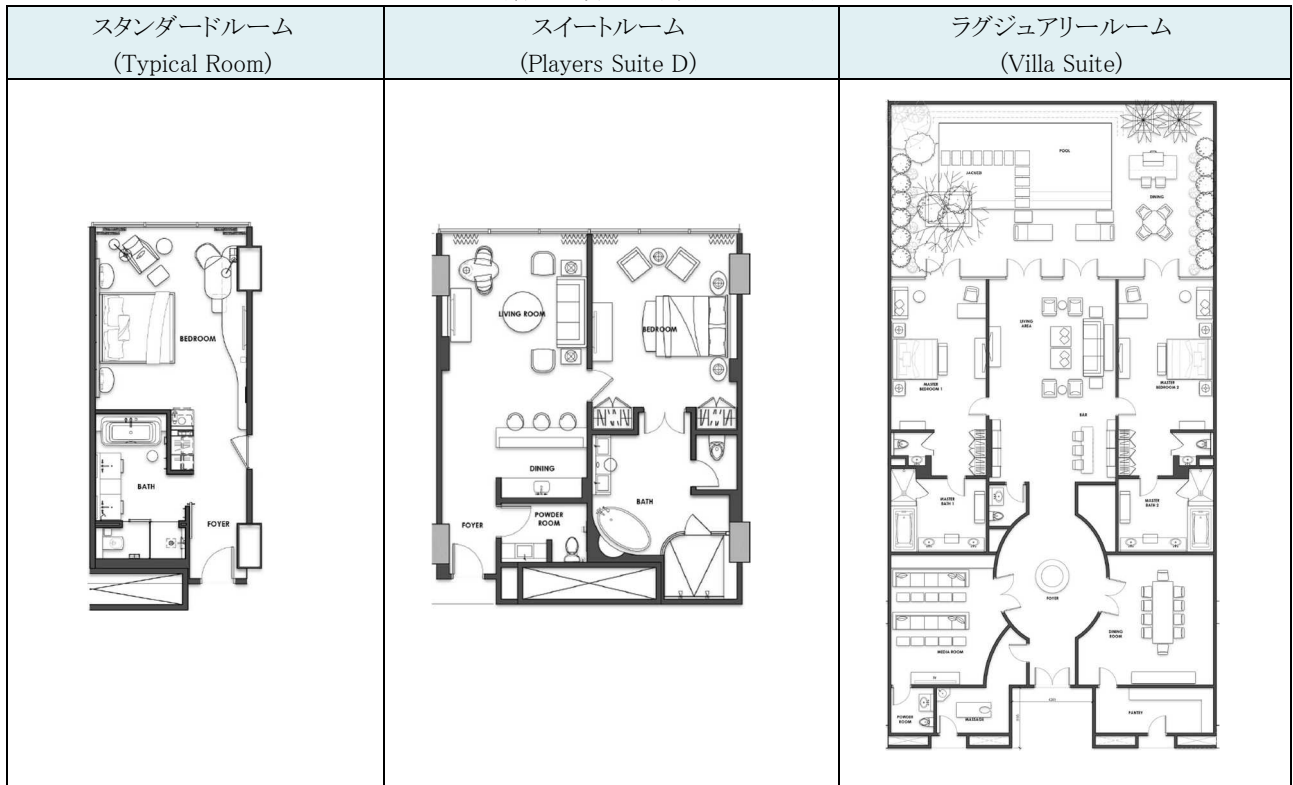 スタンダードルーム
(Typical Room)
スイートルーム
(Players Suite D)
ラグジュアリールーム
(Villa Suite)
BEDROOM
BATH
FOYER
LIVING ROOM
BEDROOM
DINING
BATH
POWDER
ROOM
FOYER
POOL
JACUZZI
DINING
LIVING
AREA
MASTER
BEDROOM 1
MASTER
BEDROOM 2
BAR
MASTER
BATH 1
MASTER
BATH 2
FOYER
DINING
ROOM
MEDIA ROOM
TV
POWDER
ROOM
MASSAGE
PANTRY